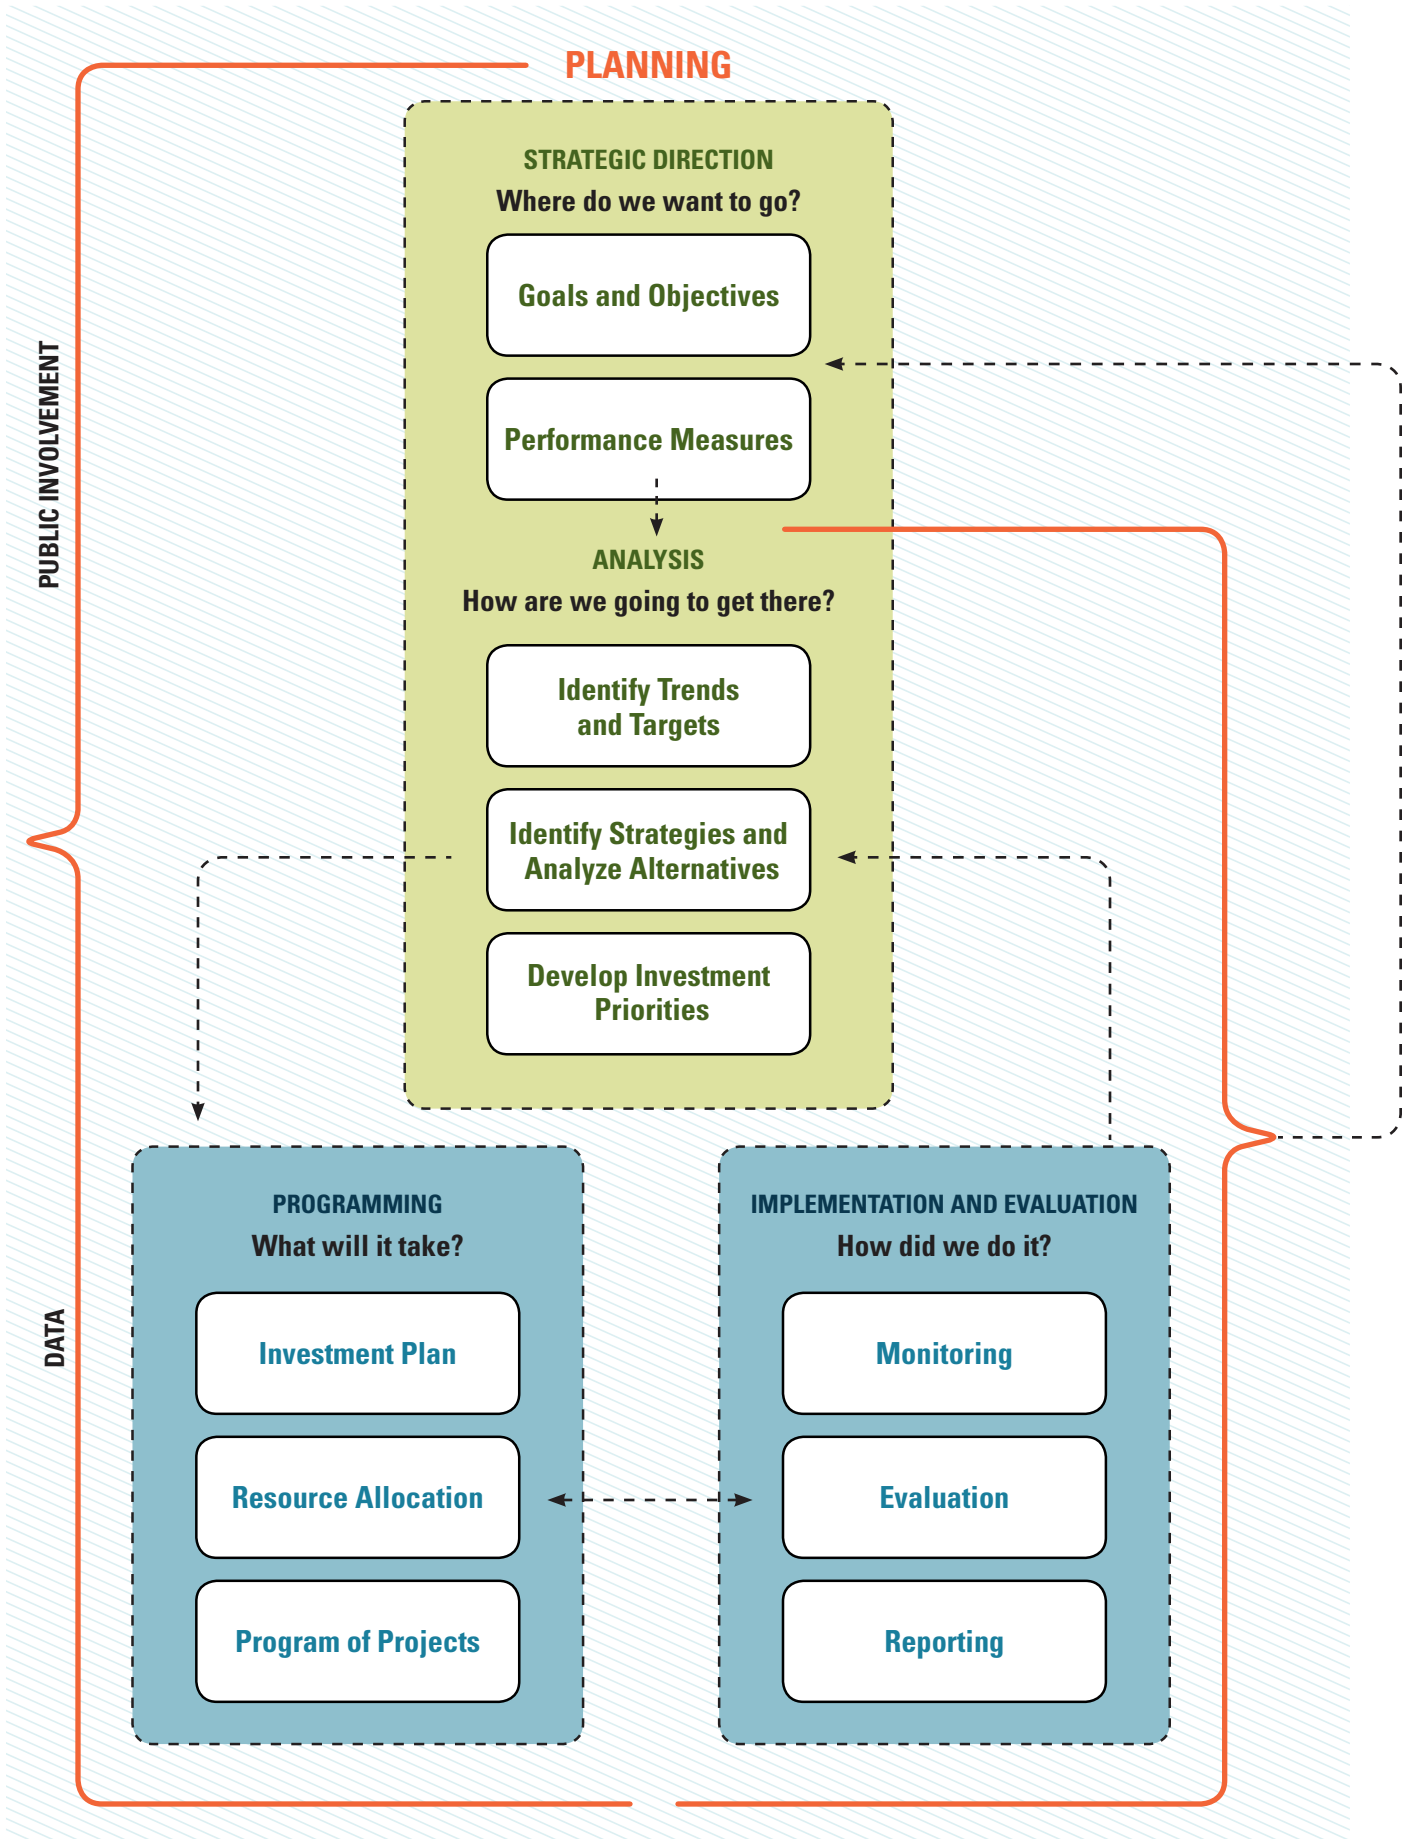 PLANNING
STRATEGIC DIRECTION
Where do we want to go?
Goals and Objectives
Performance Measures
ANALYSIS
How are we going to get there?
Identify Trends
and Targets
Identify Strategies and
Analyze Alternatives
Develop Investment
Priorities
PUBLIC INVOLVEMENT
DATA
PROGRAMMING
What will it take?
Investment Plan
Resource Allocation
Program of Projects
IMPLEMENTATION AND EVALUATION
How did we do it?
Monitoring
Evaluation
Reporting